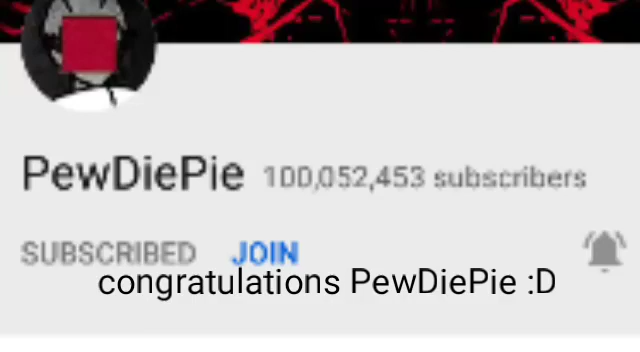 PewDiePie 100,052,453 subscribers
SUBSCRIBED JOIN
congratulations PewDiePie :D